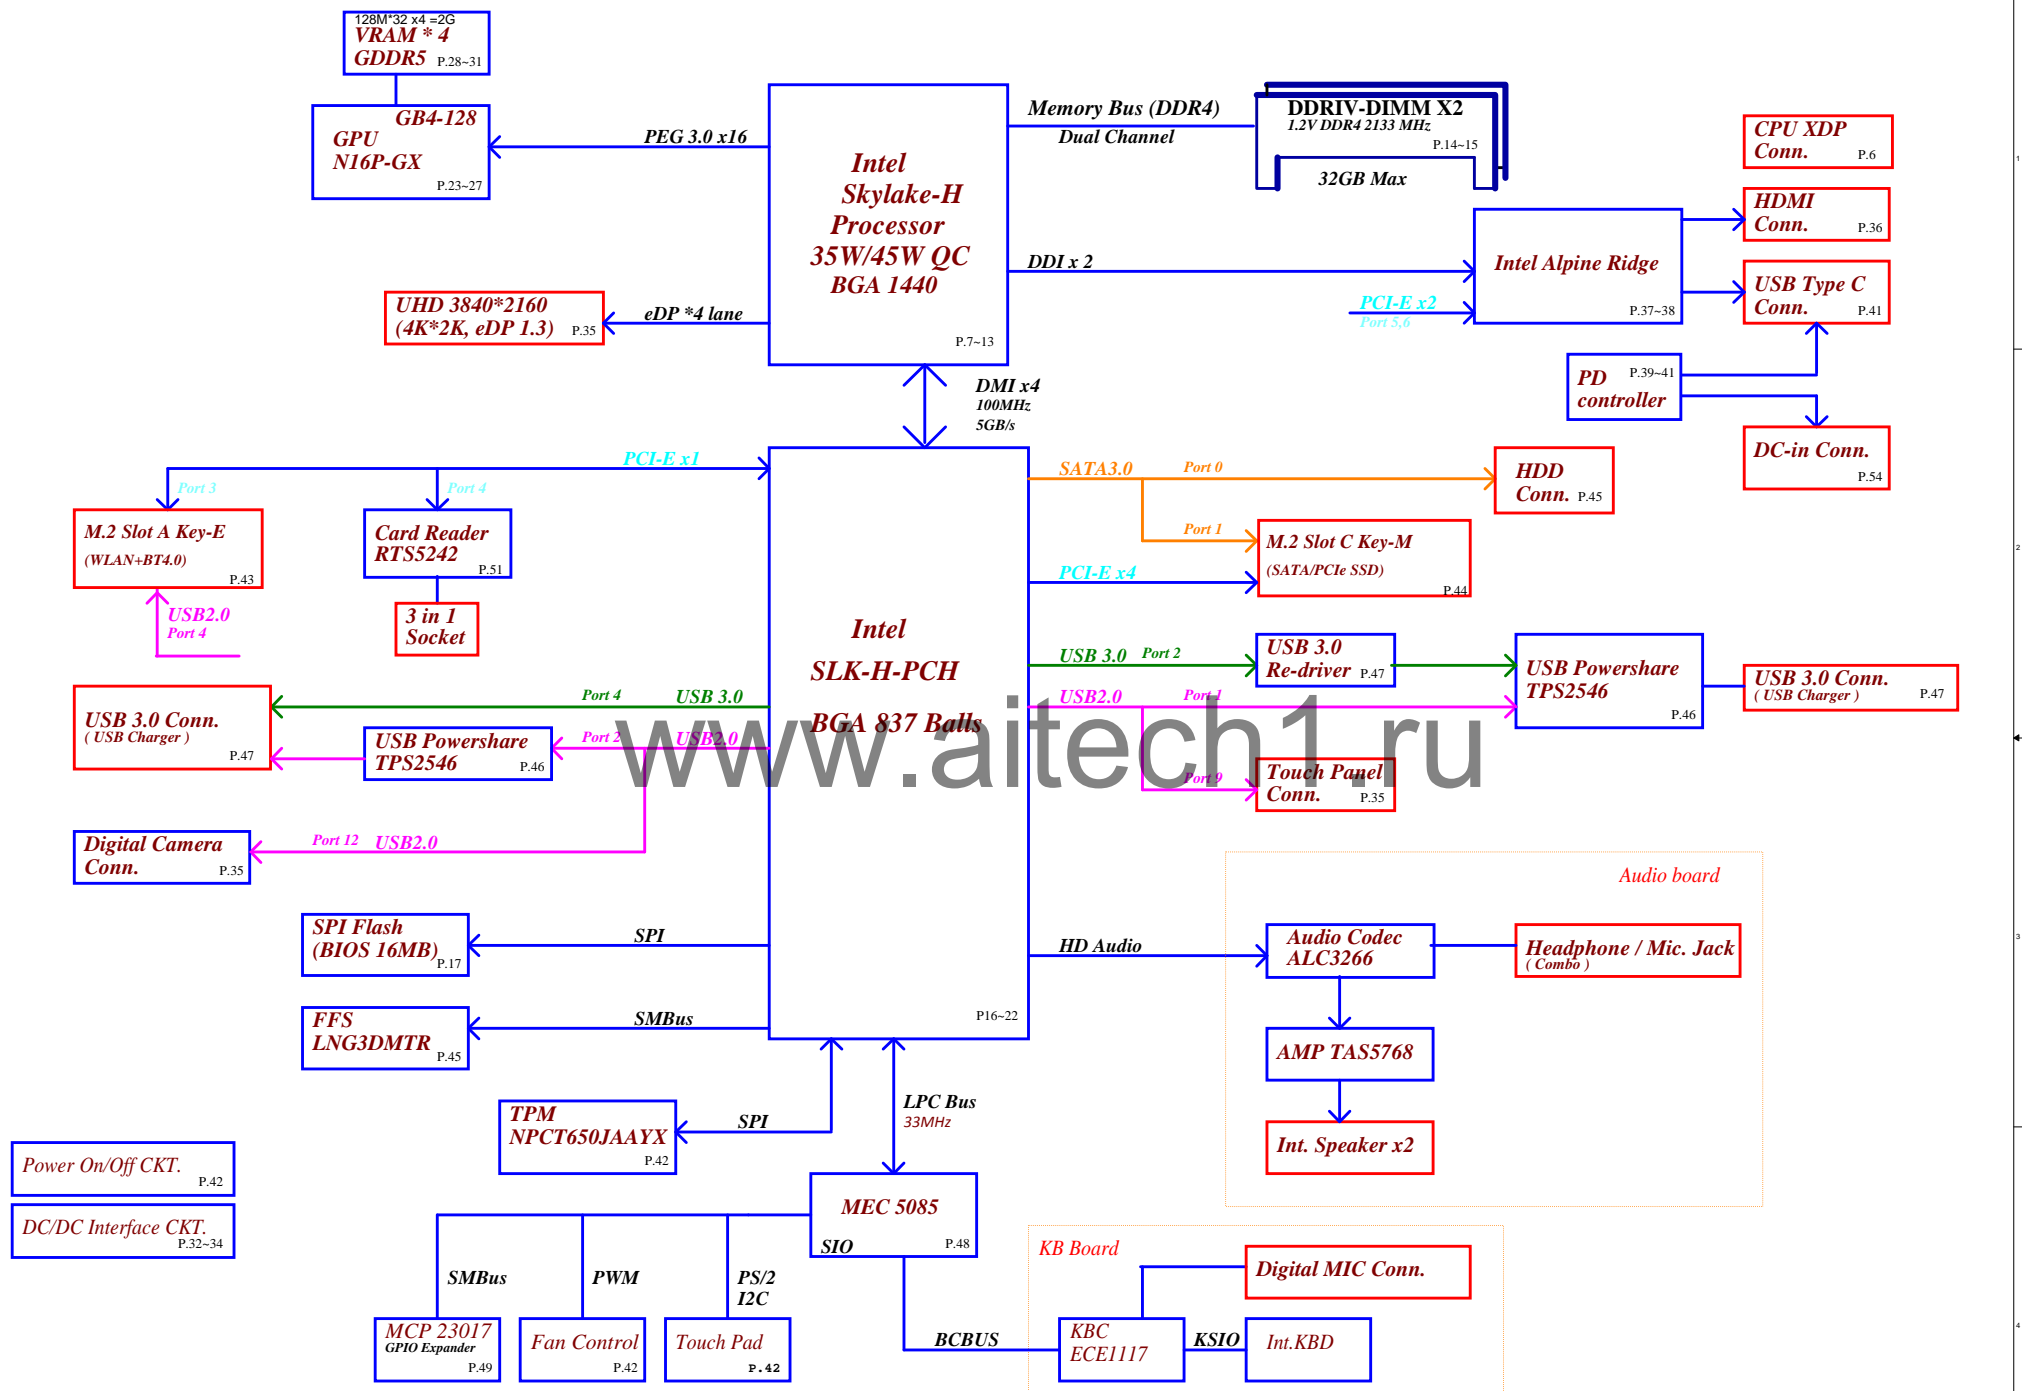 128M*32 x4 =2G
VRAM * 4
GDDR5 P.28~31
GB4-128
GPU
N16P-GX
P.23~27
PEG 3.0 x16
Intel
Skylake-H
Processor
35W/45W QC
BGA 1440
P.7~13
Memory Bus (DDR4)
Dual Channel
DDRIV-DIMM X2
1.2V DDR4 2133 MHz
P.14~15
32GB Max
CPU XDP
Conn. P.6
HDMI
Conn. P.36
DDI x 2
Intel Alpine Ridge
P.37~38
PCI-E x2
Port 5,6
USB Type C
Conn. P.41
UHD 3840*2160
(4K*2K, eDP 1.3) P.35
eDP *4 lane
PD P.39~41
controller
DC-in Conn.
P.54
DMI x4
100MHz
5GB/s
PCI-E x1
Port 3
Port 4
M.2 Slot A Key-E
(WLAN+BT4.0)
P.43
Card Reader
RTS5242
P.51
3 in 1
Socket
USB2.0
Port 4
SATA3.0 Port 0
HDD
Conn. P.45
Port 1
M.2 Slot C Key-M
(SATA/PCIe SSD)
P.44
PCI-E x4
Intel
SLK-H-PCH
BGA 837 Balls
P16~22
USB 3.0 Port 2
USB 3.0
Re-driver P.47
USB Powershare
TPS2546
P.46
USB 3.0 Conn.
( USB Charger ) P.47
USB2.0 Port 1
Port 9
Touch Panel
Conn. P.35
Port 4 USB 3.0
USB 3.0 Conn.
( USB Charger )
P.47
USB Powershare
TPS2546 P.46
Port 2 USB2.0
www.aitech1.ru
Digital Camera
Conn. P.35
Port 12 USB2.0
SPI Flash
(BIOS 16MB)
P.17
SPI
FFS
LNG3DMTR
P.45
SMBus
HD Audio
Audio board
Audio Codec
ALC3266
Headphone / Mic. Jack
( Combo )
AMP TAS5768
Int. Speaker x2
TPM
NPCT650JAAYX
P.42
SPI
LPC Bus
33MHz
Power On/Off CKT.
P.42
DC/DC Interface CKT.
P.32~34
MEC 5085
SIO P.48
SMBus
PWM
PS/2
I2C
MCP 23017
GPIO Expander
P.49
Fan Control
P.42
Touch Pad
P.42
BCBUS
KB Board
Digital MIC Conn.
KBC
ECE1117
KSIO
Int.KBD
1
2
3
4